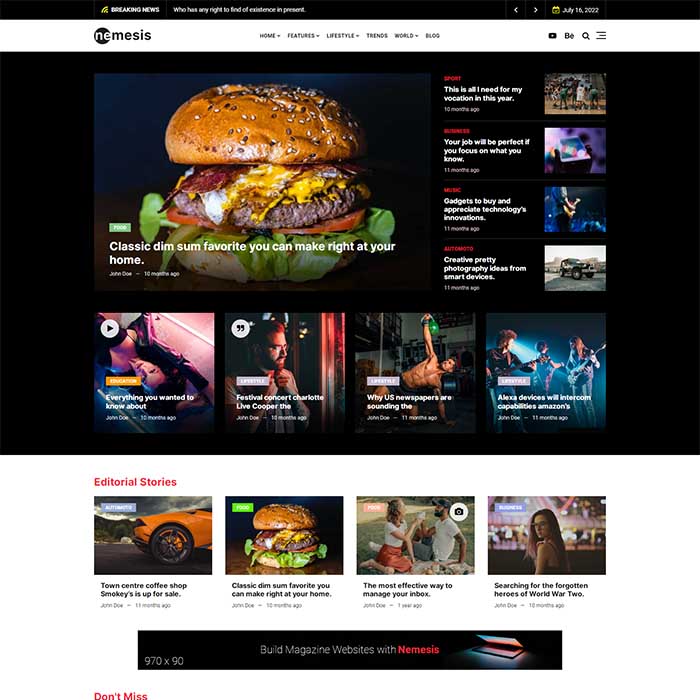 BREAKING NEWS
Who has any right to find of existence in present.
July 16, 2022
nemesis
HOME
FEATURES
LIFESTYLE
TRENDS
WORLD
BLOG
Bē
FOOD
Classic dim sum favorite you can make right at your
home.
John Doe – 10 months ago
SPORT
This is all I need for my
vocation in this year.
10 months ago
BUSINESS
Your job will be perfect if
you focus on what you
know.
11 months ago
MUSIC
Gadgets to buy and
appreciate technology's
innovations.
11 months ago
AUTOMOTO
Creative pretty
photography ideas from
smart devices.
11 months ago
EDUCATION
Everything you wanted to
know about
John Doe – 10 months ago
LIFESTYLE
Festival concert charlotte
Live Cooper the
John Doe – 10 months ago
LIFESTYLE
Why US newspapers are
sounding the
John Doe – 11 months ago
LIFESTYLE
Alexa devices will intercom
capabilities amazon's
John Doe – 11 months ago
Editorial Stories
AUTOMOTO
Town centre coffee shop
Smokey's is up for sale.
John Doe – 11 months ago
FOOD
Classic dim sum favorite you
can make right at your home.
John Doe – 10 months ago
FOOD
The most effective way to
manage your inbox.
John Doe – 1 year ago
BUSINESS
Searching for the forgotten
heroes of World War Two.
John Doe – 10 months ago
970 x 90
Build Magazine Websites with Nemesis
Don't Miss